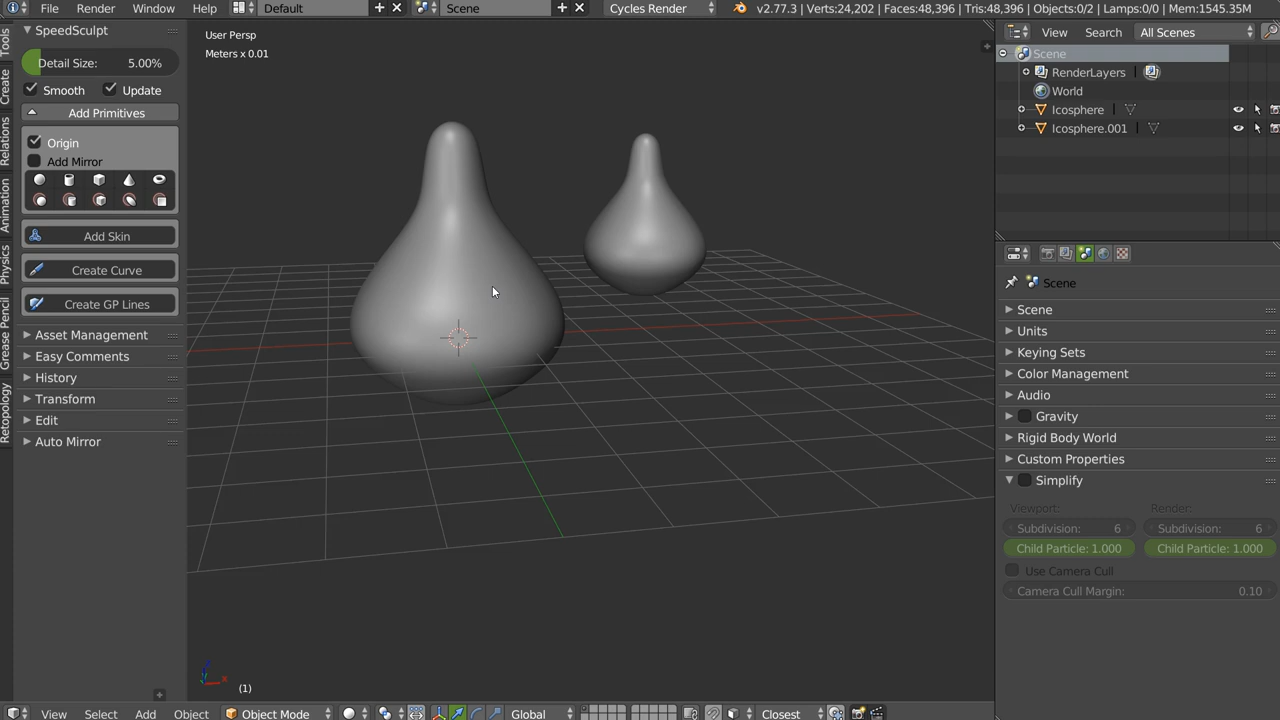 File Render Window Help Default Scene Cycles Render v2.77.3 | Verts:24,202 | Faces:48,396 | Tris:48,396 | Objects:0/2 | Lamps:0/0 | Mem:1545.35M
SpeedSculpt
Detail Size: 5.00%
Smooth Update
Add Primitives
Origin
Add Mirror
Add Skin
Create Curve
Create GP Lines
Asset Management
Easy Comments
History
Transform
Edit
Auto Mirror
Tools
Create
Relations
Animation
Physics
Grease Pencil
Retopology
User Persp
Meters x 0.01
(1)
View Select Add Object Object Mode Global Closest
View Search All Scenes
Scene
RenderLayers
World
Icosphere
Icosphere.001
Scene
Scene
Units
Keying Sets
Color Management
Audio
Gravity
Rigid Body World
Custom Properties
Simplify
Viewport: Render:
Subdivision: 6 Subdivision: 6
Child Particle: 1.000 Child Particle: 1.000
Use Camera Cull
Camera Cull Margin: 0.10